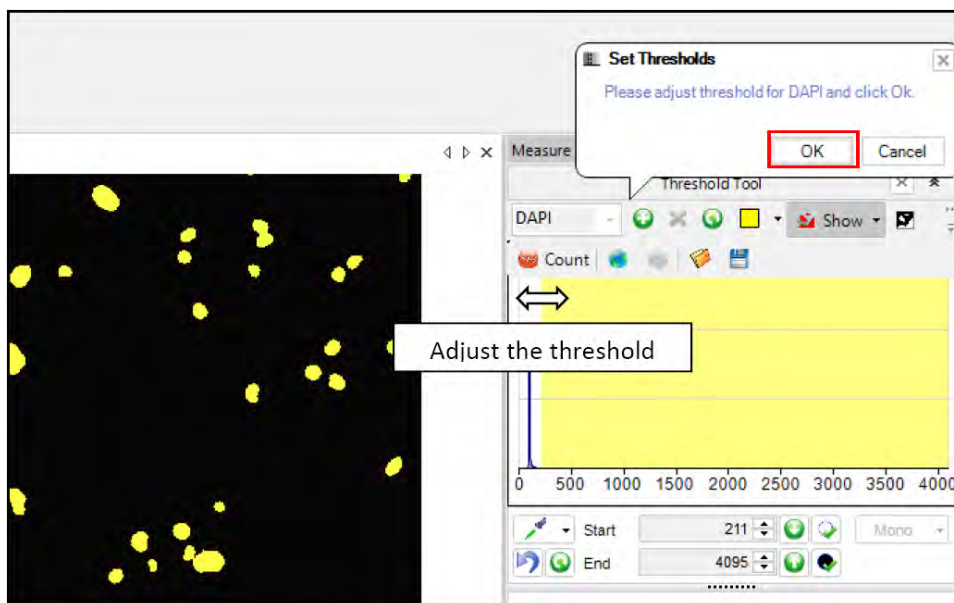 Set Thresholds
Please adjust threshold for DAPI and click Ok.
OK Cancel
Measure
Threshold Tool
DAPI Show
Count
Adjust the threshold
0 500 1000 1500 2000 2500 3000 3500 4000
Start 211 Mono
End 4095